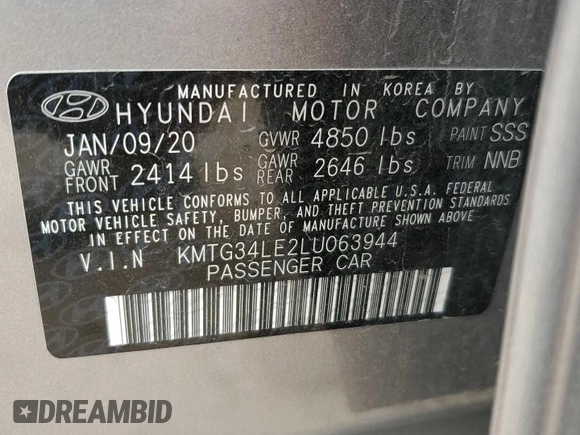 MANUFACTURED IN KOREA BY
HYUNDAI MOTOR COMPANY
JAN/09/20 GVWR 4850 lbs PAINT SSS
GAWR FRONT 2414 lbs GAWR REAR 2646 lbs TRIM NNB
THIS VEHICLE CONFORMS TO ALL APPLICABLE U.S.A. FEDERAL
MOTOR VEHICLE SAFETY, BUMPER, AND THEFT PREVENTION STANDARDS
IN EFFECT ON THE DATE OF MANUFACTURE SHOWN ABOVE.
V.I.N KMTG34LE2LU063944
PASSENGER CAR
DREAMBID